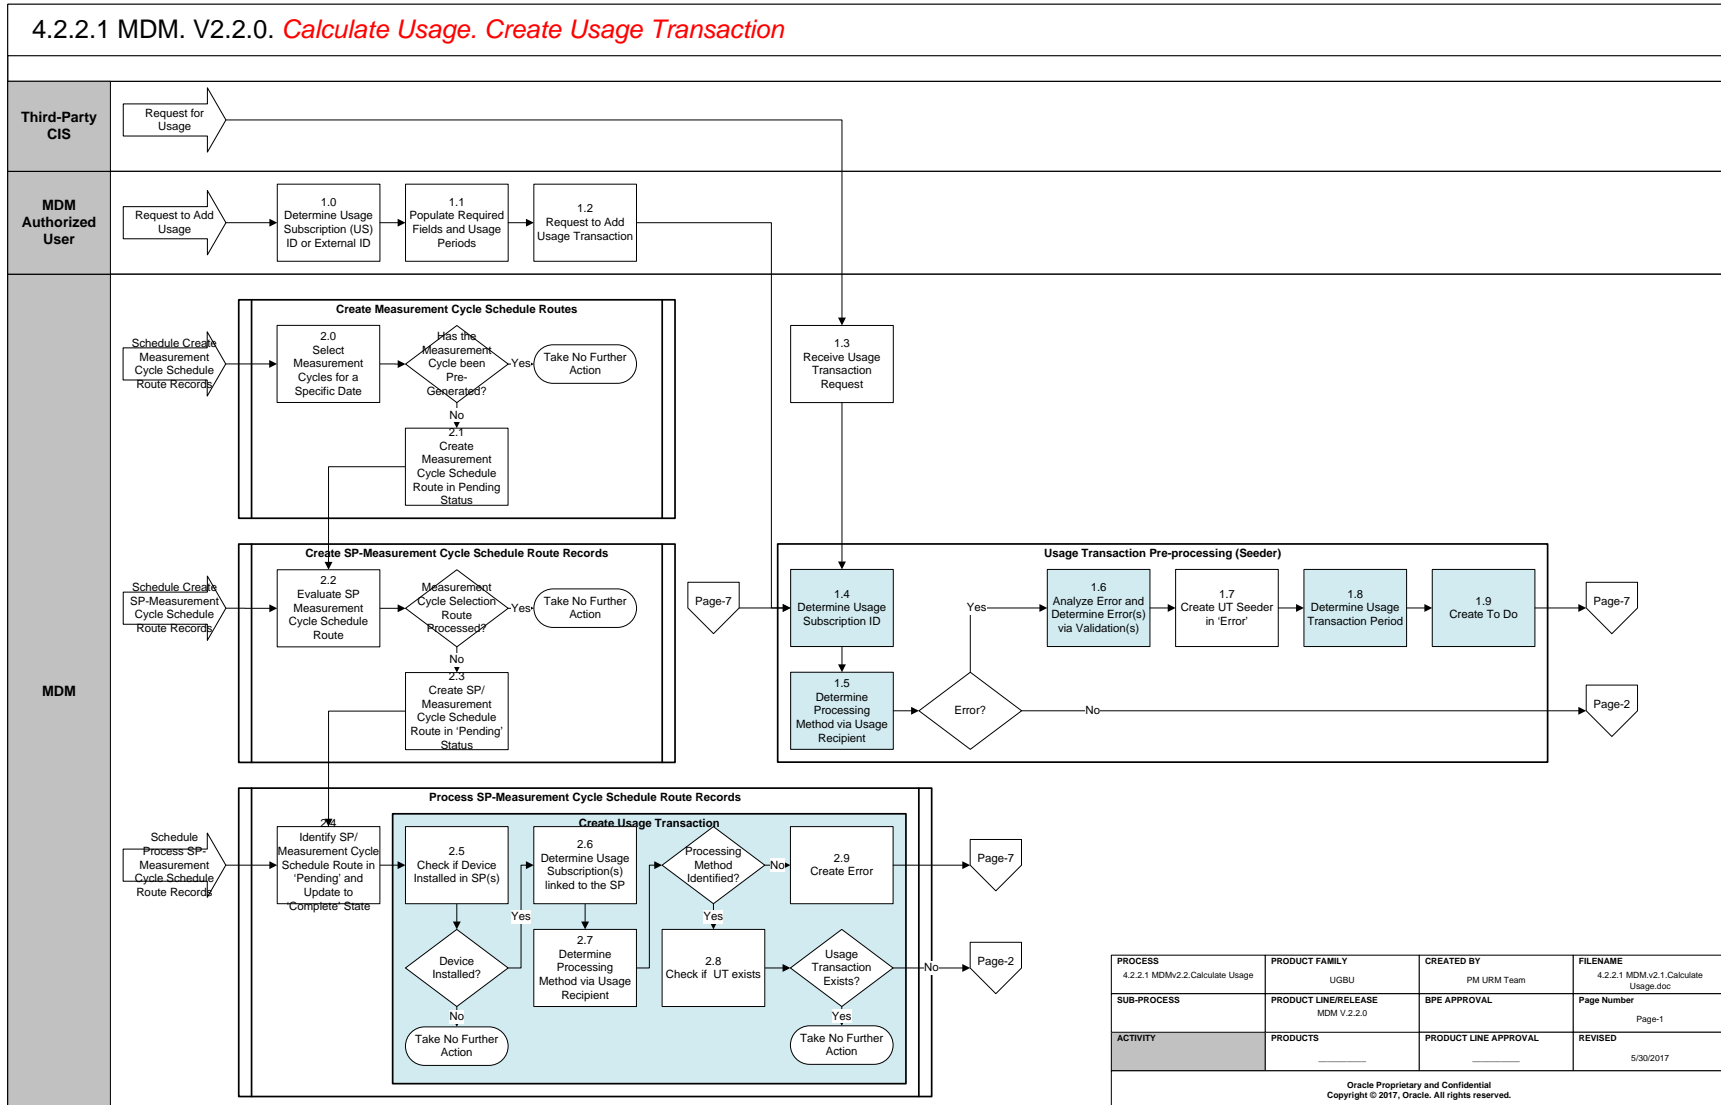 4.2.2.1 MDM. V2.2.0. Calculate Usage. Create Usage Transaction
Third-Party
CIS
Request for
Usage
MDM
Authorized
User
Request to Add
Usage
1.0
Determine Usage
Subscription (US)
ID or External ID
1.1
Populate Required
Fields and Usage
Periods
1.2
Request to Add
Usage Transaction
MDM
Create Measurement Cycle Schedule Routes
Schedule Create
Measurement
Cycle Schedule
Route Records
2.0
Select
Measurement
Cycles for a
Specific Date
Has the
Measurement
Cycle been
Pre-
Generated?
Yes
Take No Further
Action
No
2.1
Create
Measurement
Cycle Schedule
Route in Pending
Status
1.3
Receive Usage
Transaction
Request
Create SP-Measurement Cycle Schedule Route Records
Schedule Create
SP-Measurement
Cycle Schedule
Route Records
2.2
Evaluate SP
Measurement
Cycle Schedule
Route
Measurement
Cycle Selection
Route
Processed?
Yes
Take No Further
Action
No
2.3
Create SP/
Measurement
Cycle Schedule
Route in ‘Pending’
Status
Page-7
Usage Transaction Pre-processing (Seeder)
1.4
Determine Usage
Subscription ID
1.5
Determine
Processing
Method via Usage
Recipient
Error?
Yes
No
1.6
Analyze Error and
Determine Error(s)
via Validation(s)
1.7
Create UT Seeder
in ‘Error’
1.8
Determine Usage
Transaction Period
1.9
Create To Do
Page-7
Page-2
Process SP-Measurement Cycle Schedule Route Records
Schedule
Process SP-
Measurement
Cycle Schedule
Route Records
2.4
Identify SP/
Measurement Cycle
Schedule Route in
‘Pending’ and
Update to
‘Complete’ State
Create Usage Transaction
2.5
Check if Device
Installed in SP(s)
Device
Installed?
Yes
No
Take No Further
Action
2.6
Determine Usage
Subscription(s)
linked to the SP
2.7
Determine
Processing
Method via Usage
Recipient
Processing
Method
Identified?
No
Yes
2.9
Create Error
2.8
Check if UT exists
Usage
Transaction
Exists?
No
Yes
Take No Further
Action
Page-7
Page-2
PROCESS
4.2.2.1 MDMv2.2.Calculate Usage
PRODUCT FAMILY
UGBU
CREATED BY
PM URM Team
FILENAME
4.2.2.1 MDM.v2.1.Calculate
Usage.doc
SUB-PROCESS
PRODUCT LINE/RELEASE
MDM V.2.2.0
BPE APPROVAL
Page Number
Page-1
ACTIVITY
PRODUCTS
PRODUCT LINE APPROVAL
REVISED
5/30/2017
Oracle Proprietary and Confidential
Copyright © 2017, Oracle. All rights reserved.